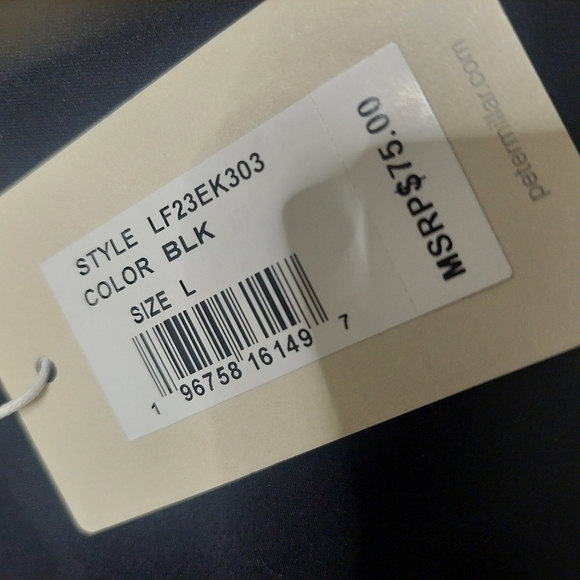 STYLE LF23EK303
COLOR BLK
SIZE L
1 96758 16149 7
MSRP$75.00
petermillar.com